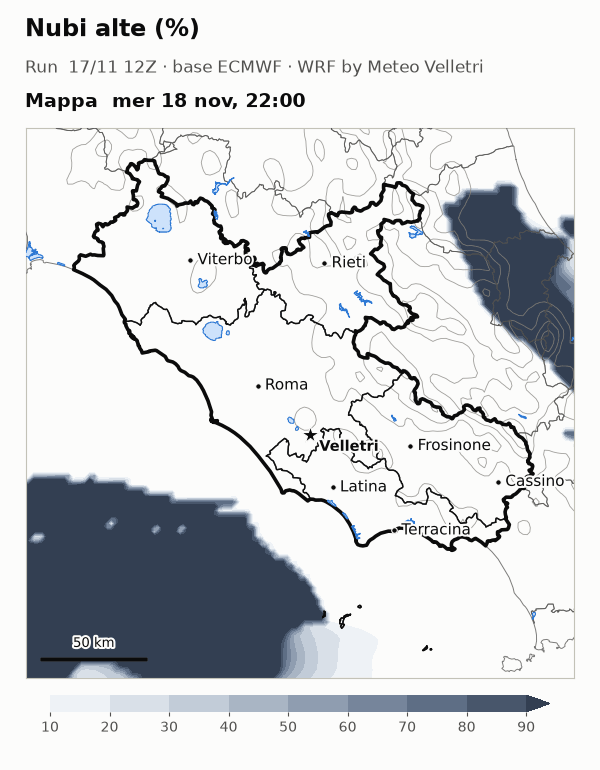 Nubi alte (%)
Run  17/11 12Z · base ECMWF · WRF by Meteo Velletri
Mappa  mer 18 nov, 22:00
Viterbo
Rieti
Roma
Velletri
Frosinone
Latina
Cassino
Terracina
50 km
10 20 30 40 50 60 70 80 90